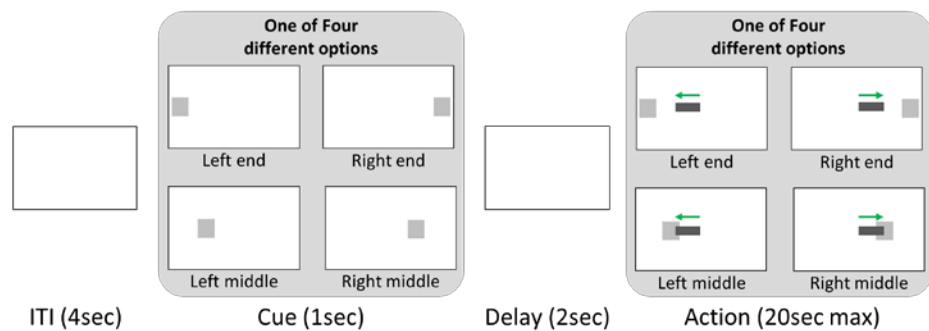 One of Four
different options
Left end
Right end
Left middle
Right middle
One of Four
different options
Left end
Right end
Left middle
Right middle
ITI (4sec)
Cue (1sec)
Delay (2sec)
Action (20sec max)